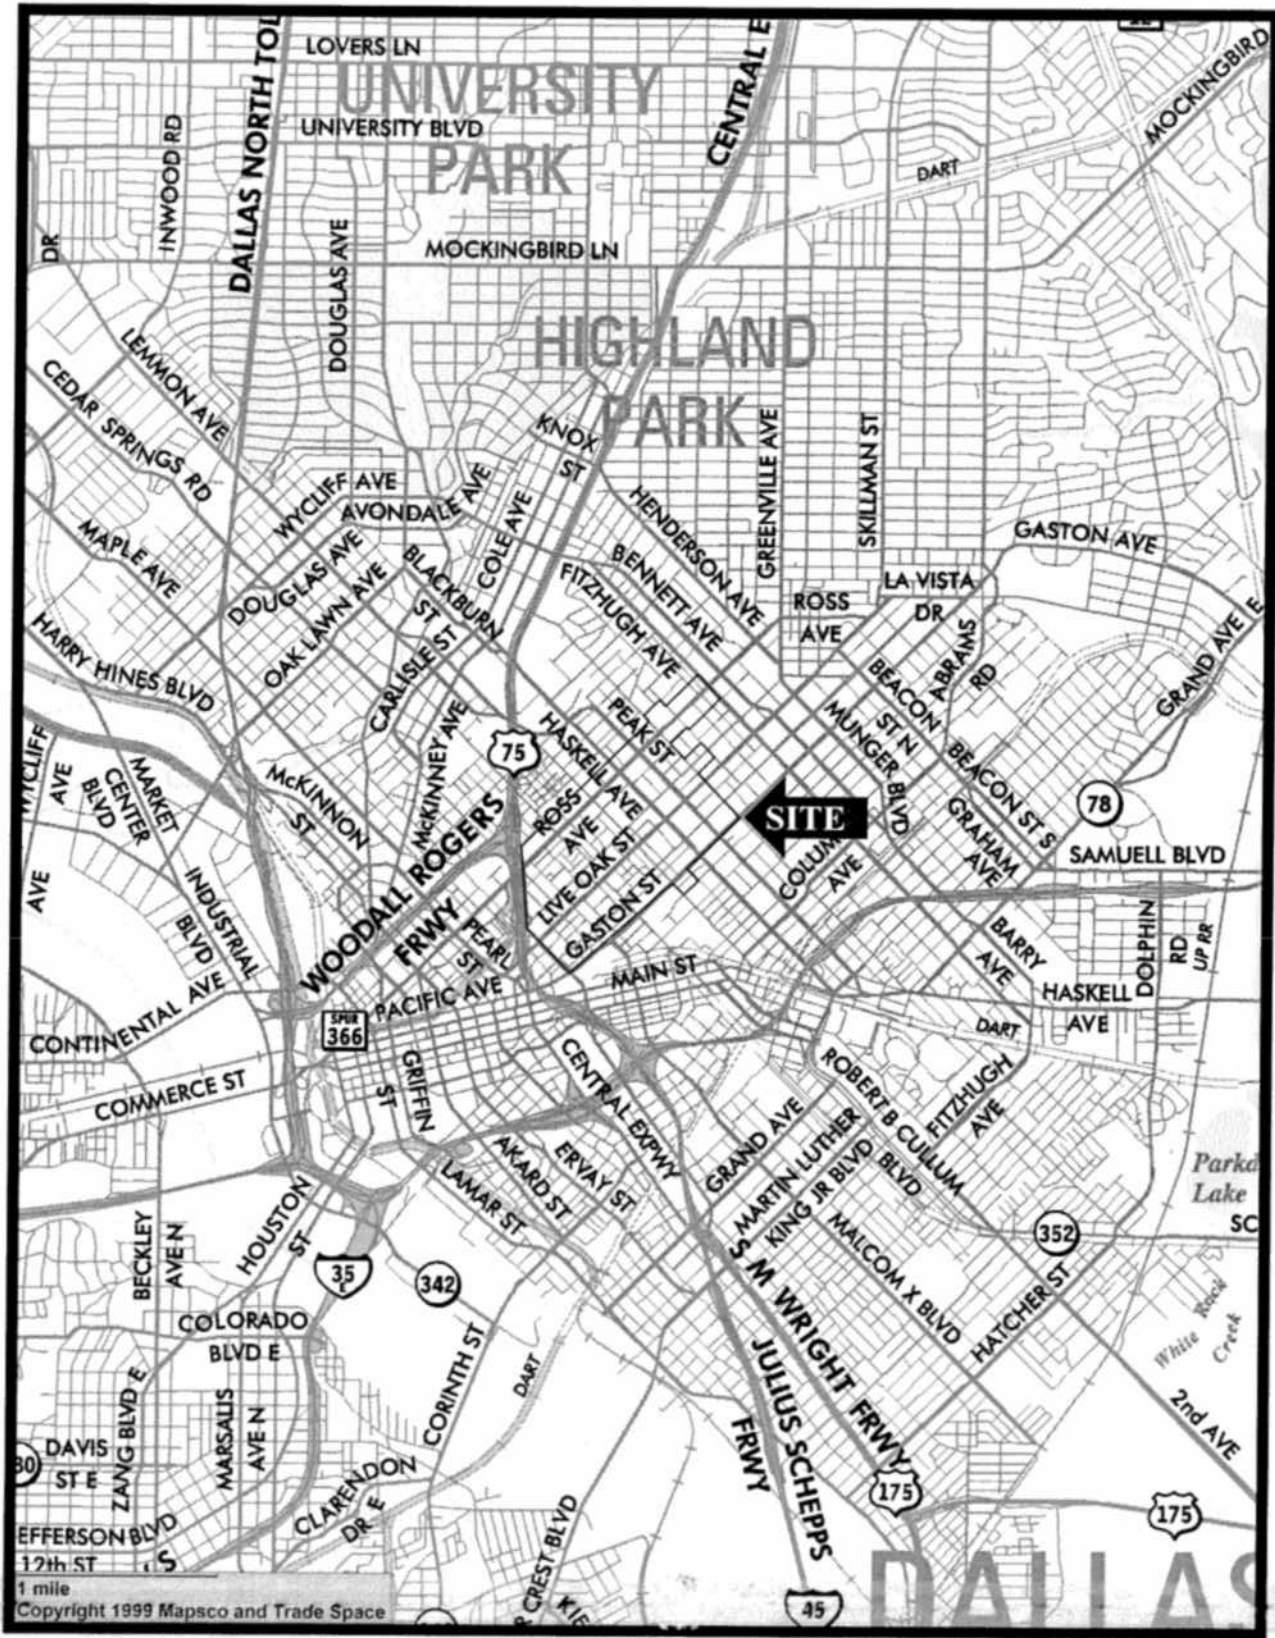 LOVERS LN
UNIVERSITY
UNIVERSITY BLVD
PARK
INWOOD RD
DALLAS NORTH TOL
CENTRAL E
MOCKINGBIRD
DART
DR
DOUGLAS AVE
MOCKINGBIRD LN
HIGHLAND
PARK
LEMMON AVE
CEDAR SPRINGS RD
KNOX
ST
GREENVILLE AVE
SKILLMAN ST
WYCLIFF AVE
AVONDALE AVE
COLE AVE
HENDERSON AVE
GASTON AVE
MAPLE AVE
DOUGLAS AVE
OAK LAWN AVE
BLACKBURN
ST
BENNETT AVE
FITZHUGH AVE
LA VISTA
DR
ROSS
AVE
HARRY HINES BLVD
CARLISLE ST
ABRAMS
RD
GRAND AVE E
BEACON
ST N
MUNGER BLVD
PEAK ST
HASKELL AVE
McKINNEY AVE
75
WYCLIFF
AVE
MARKET
CENTER
BLVD
McKINNON
ST
BEACON ST S
GRAHAM
AVE
78
ROSS
AVE
SITE
WOODALL ROGERS
FRWY
LIVE OAK ST
GASTON ST
COLUM
AVE
SAMUELL BLVD
AVE
INDUSTRIAL
BLVD
PEARL
ST
BARRY
AVE
DOLPHIN
RD
UP RR
CONTINENTAL AVE
SPUR
366
PACIFIC AVE
MAIN ST
HASKELL
AVE
DART
COMMERCE ST
GRIFFIN
ST
CENTRAL EXPWY
ROBERT B CULLUM
BLVD
FITZHUGH
AVE
GRAND AVE
MARTIN LUTHER
KING JR BLVD
AKARD ST
ERVAY ST
LAMAR ST
Parkd
Lake
SC
BECKLEY
AVE N
HOUSTON
ST
35
E
342
352
MALCOM X BLVD
HATCHER ST
White Rock
Creek
S M WRIGHT FRWY
JULIUS SCHEPPS
FRWY
COLORADO
BLVD E
CORINTH ST
DART
2nd AVE
ZANG BLVD E
MARSALIS
AVE N
DAVIS
ST E
80
CLARENDON
DR E
175
175
EFFERSON BLVD
12th ST
S
R CREST BLVD
KIE
45
DALLAS
1 mile
Copyright 1999 Mapsco and Trade Space